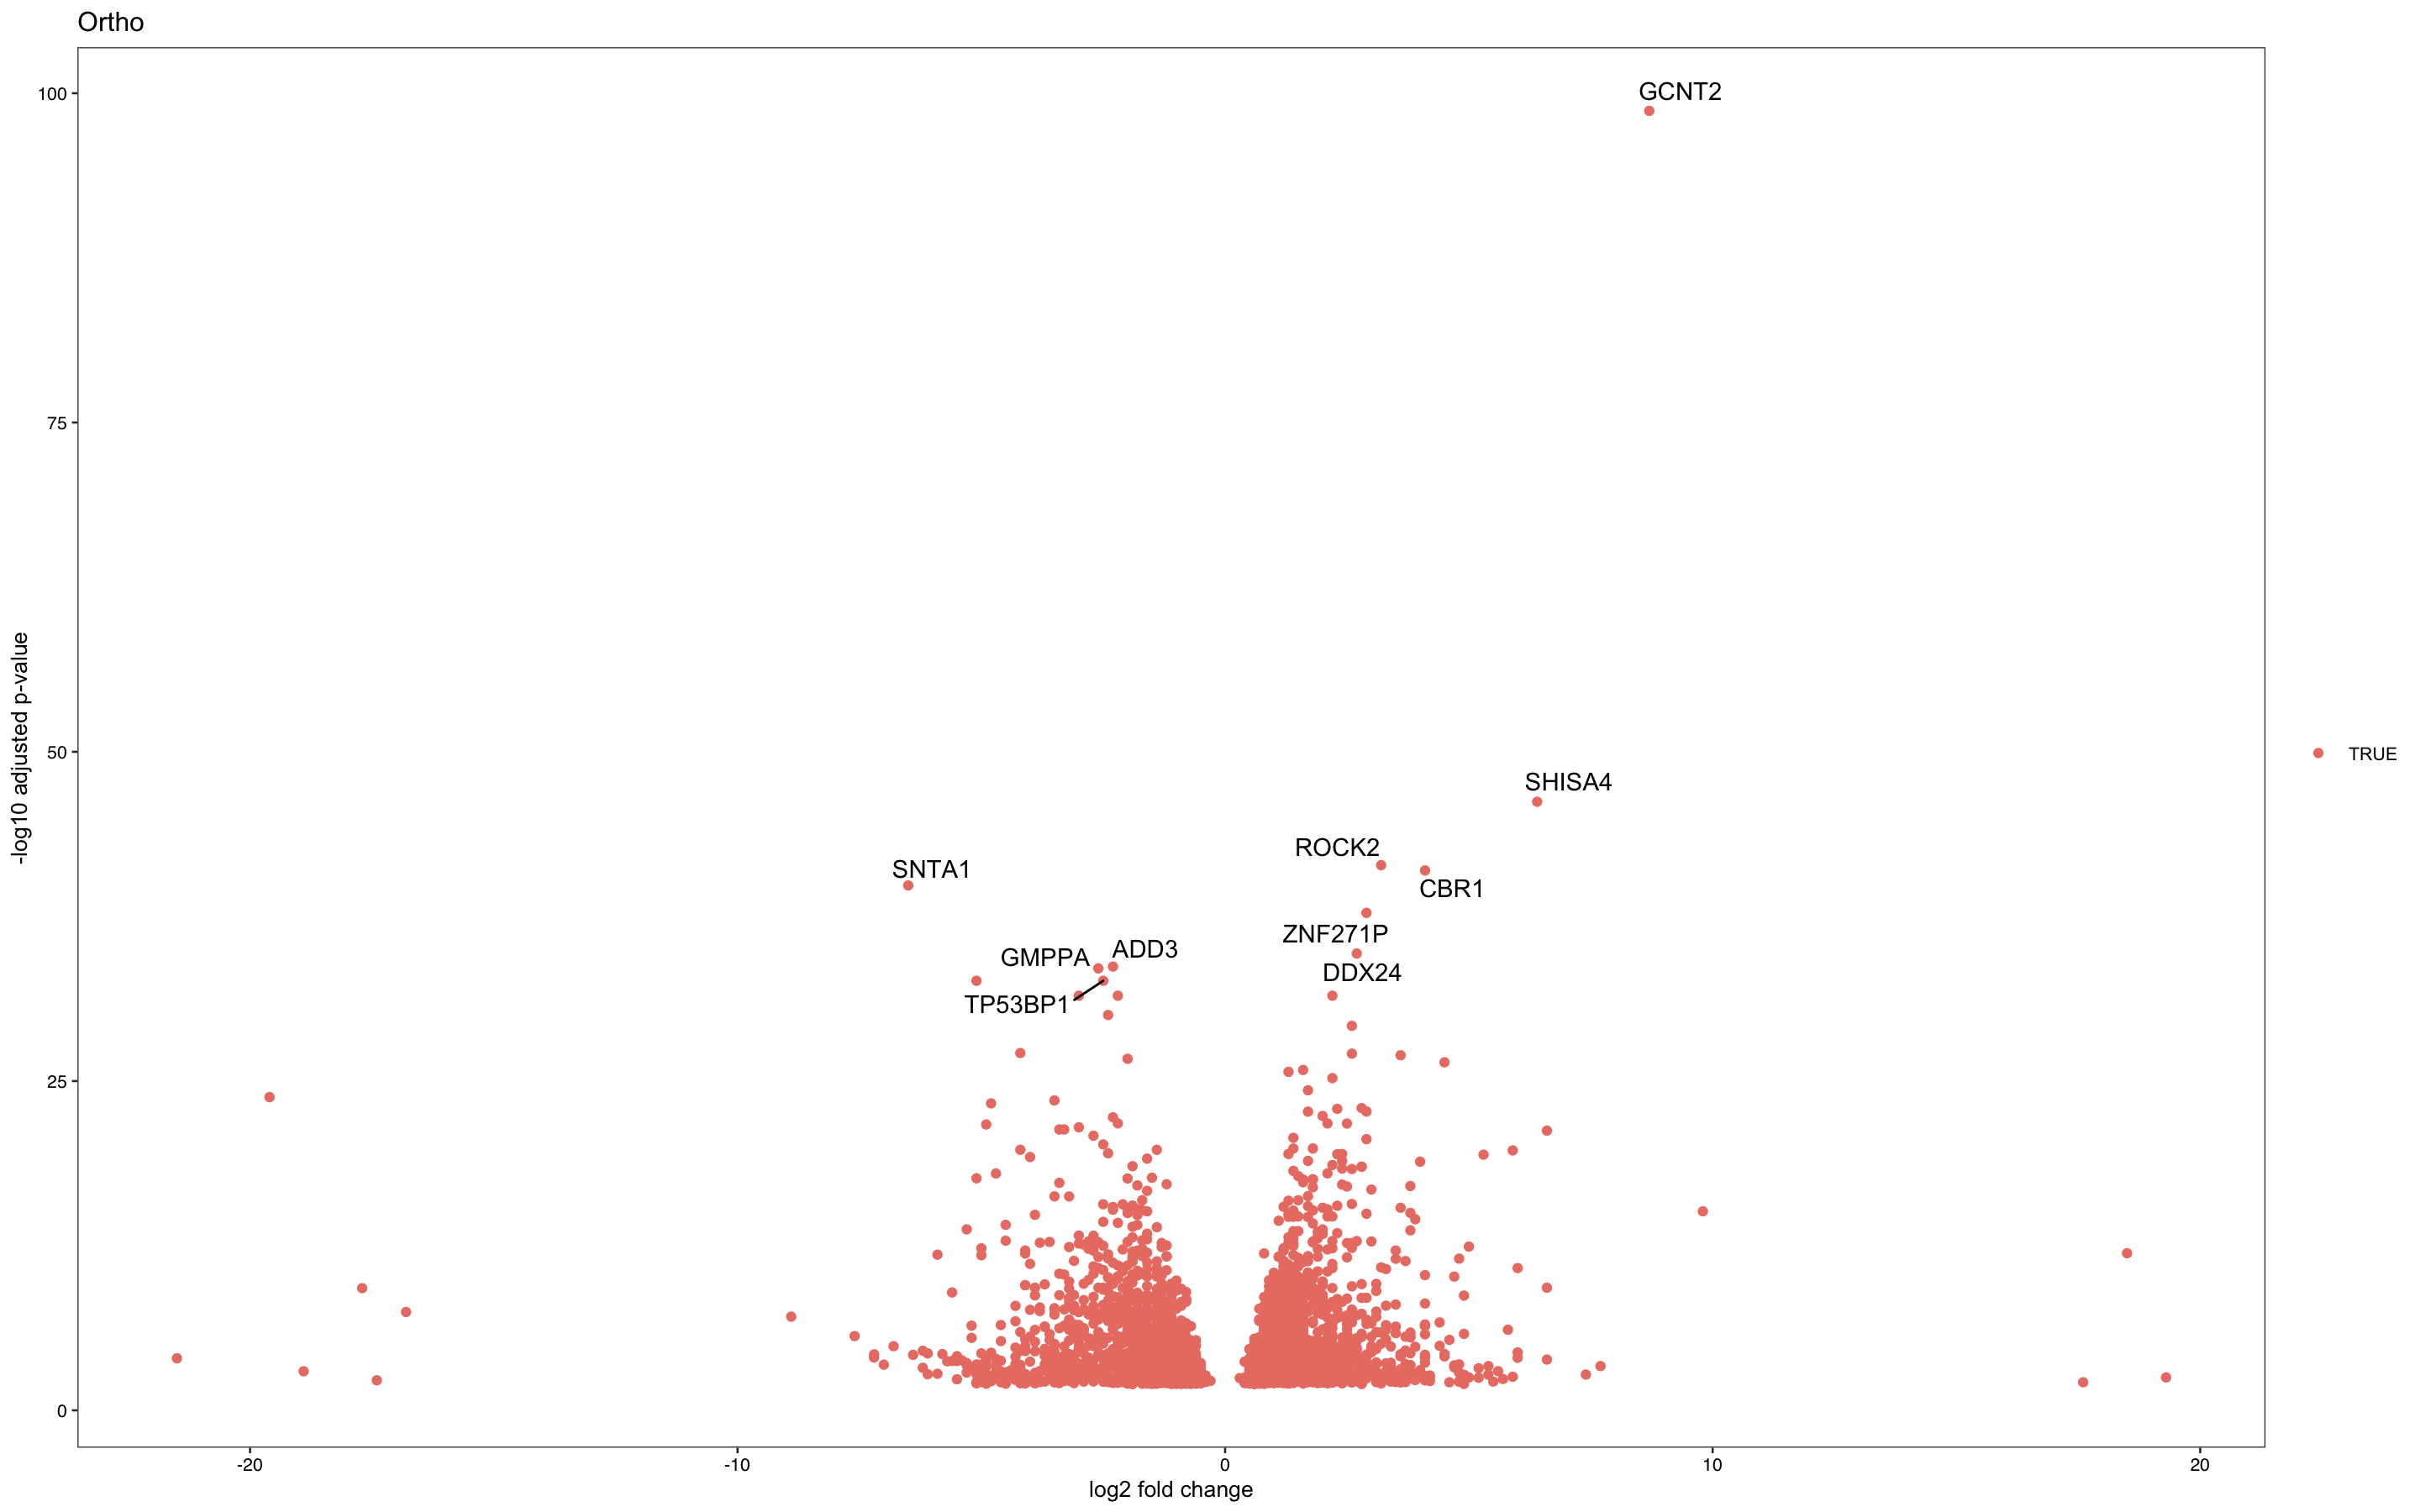 Ortho
100
75
50
25
0
-log10 adjusted p-value
GCNT2
SHISA4
ROCK2
SNTA1
CBR1
ZNF271P
ADD3
GMPPA
DDX24
TP53BP1
TRUE
-20
-10
0
10
20
log2 fold change